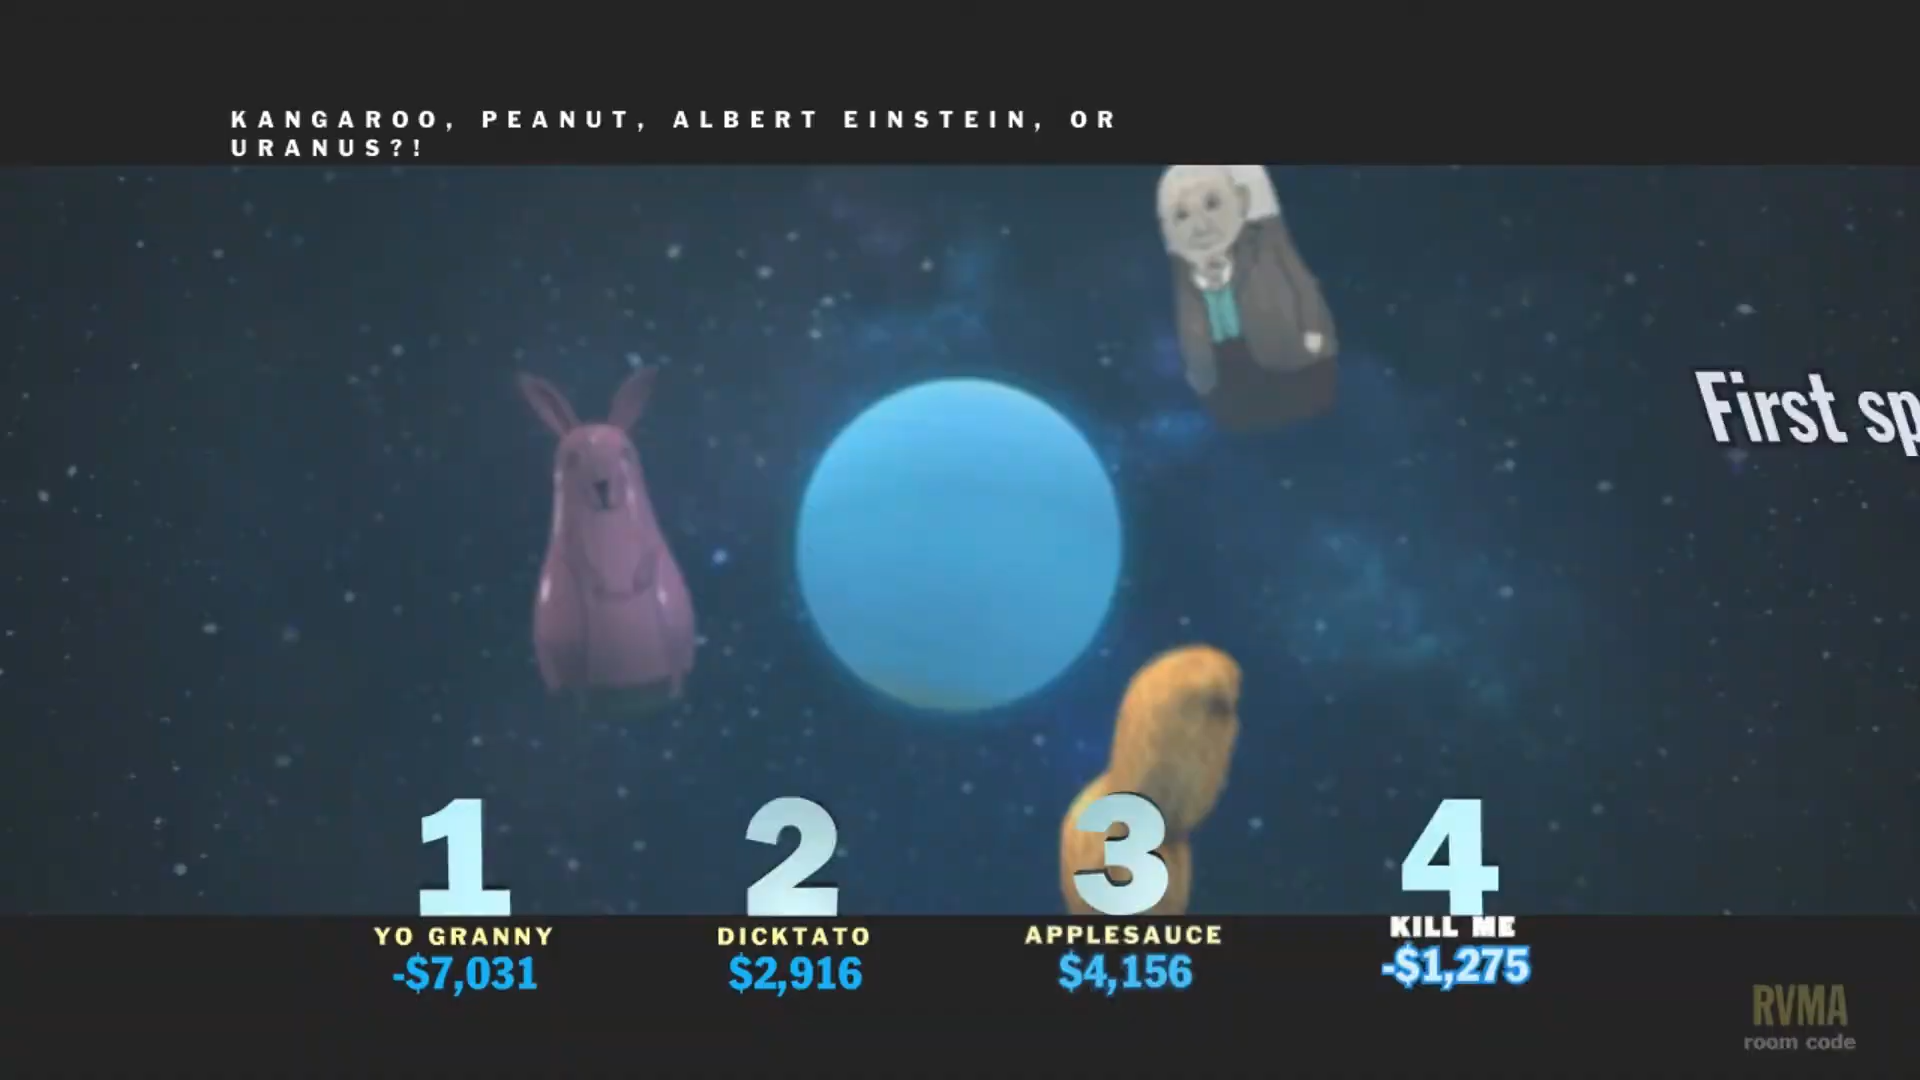 KANGAROO, PEANUT, ALBERT EINSTEIN, OR
URANUS?!
First sp
1
2
3
4
YO GRANNY
DICKTATO
APPLESAUCE
KILL ME
-$7,031
$2,916
$4,156
-$1,275
RVMA
room code